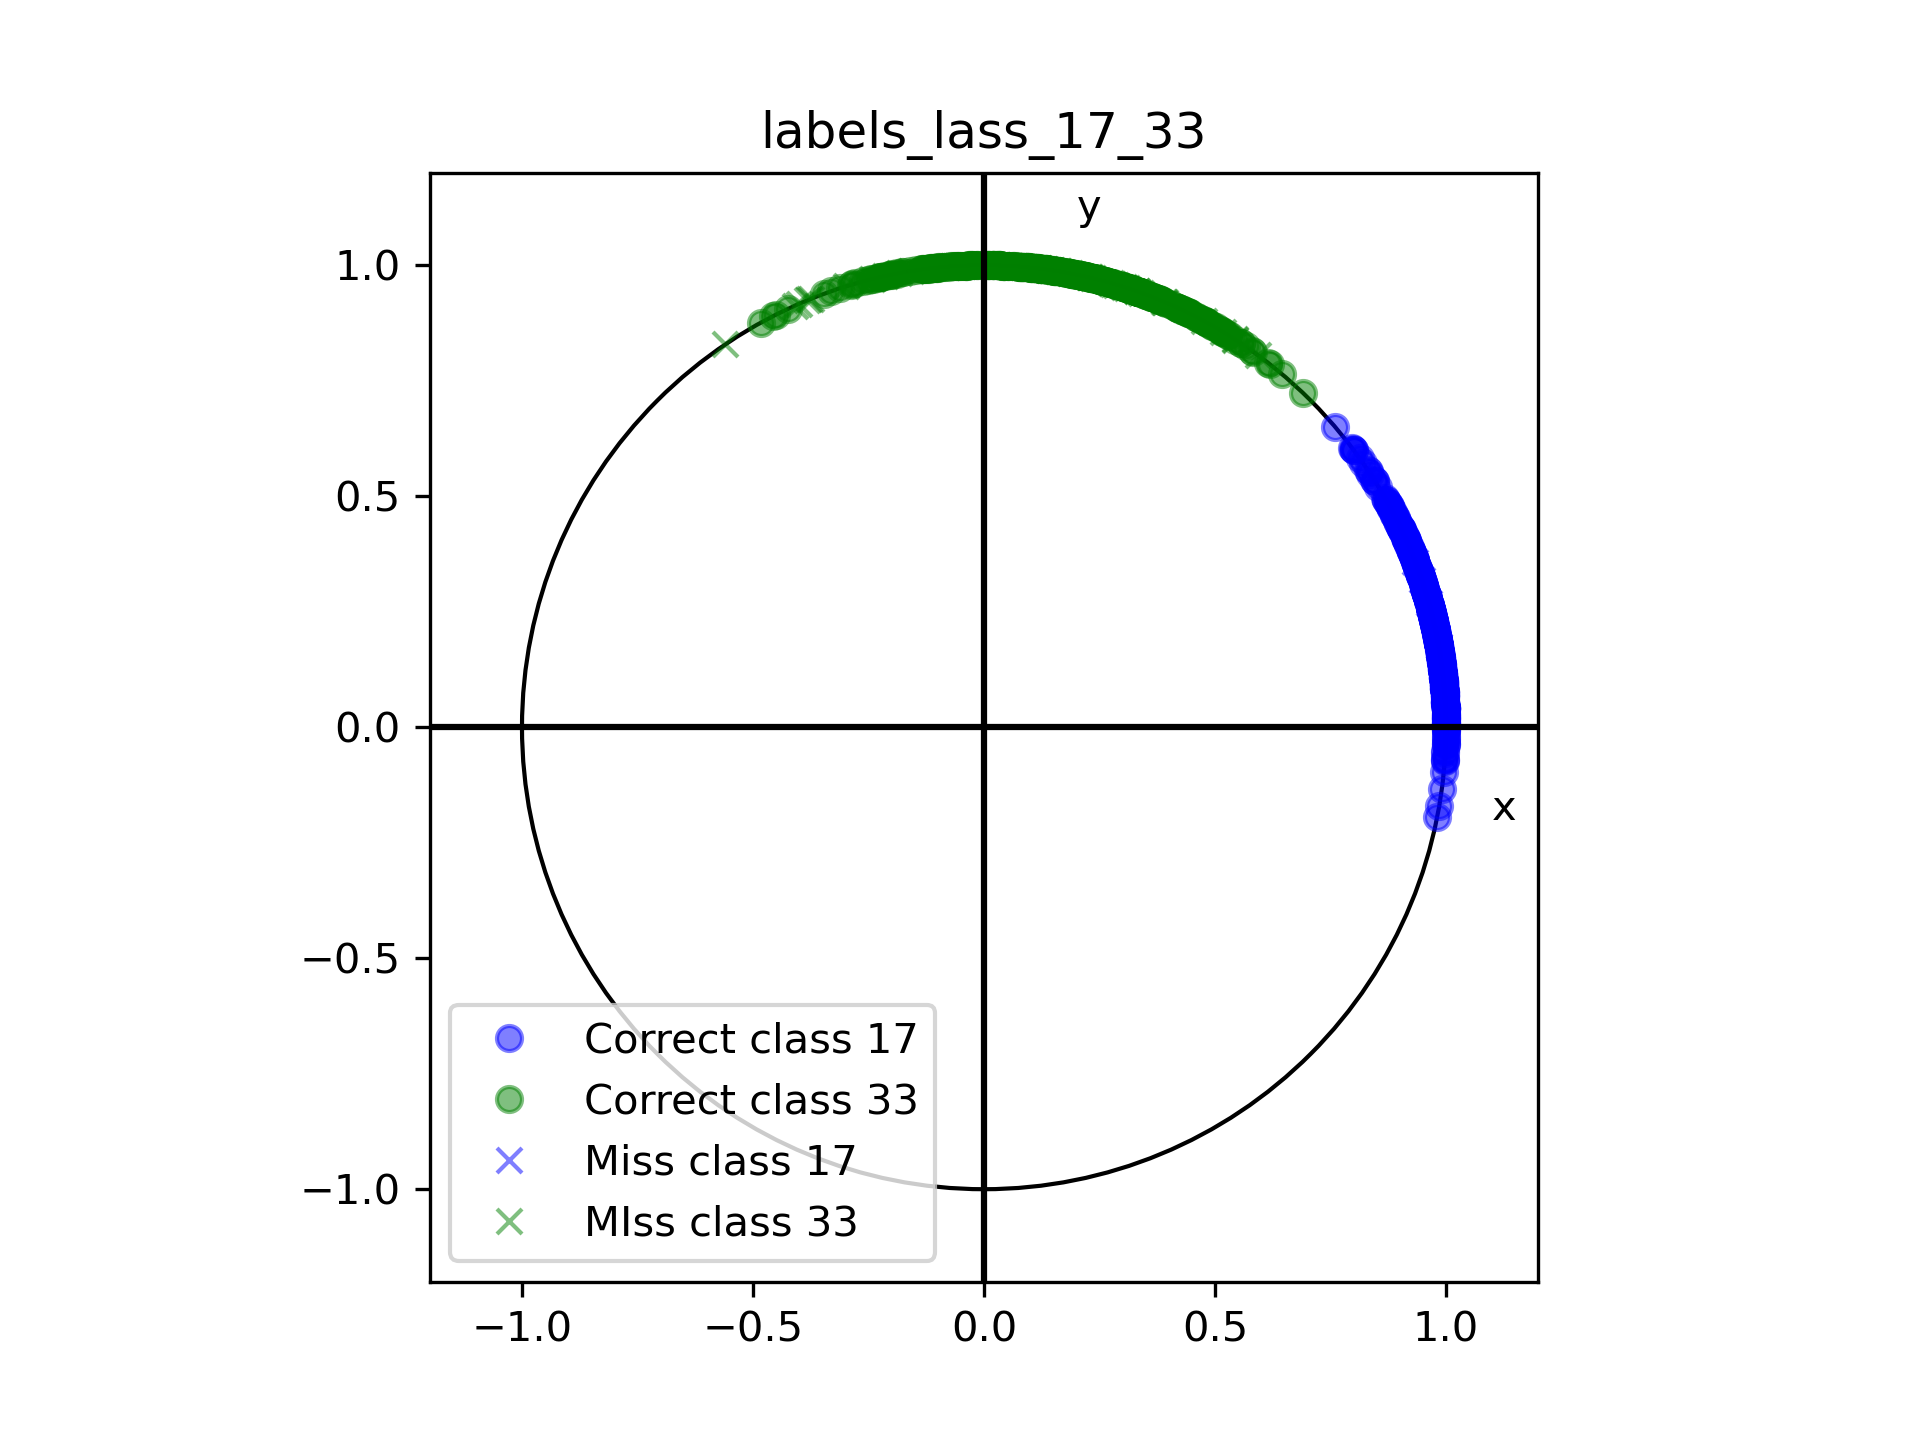 labels_lass_17_33
y
1.0
0.5
0.0
x
−0.5
−1.0
Correct class 17
Correct class 33
Miss class 17
MIss class 33
−1.0 −0.5 0.0 0.5 1.0